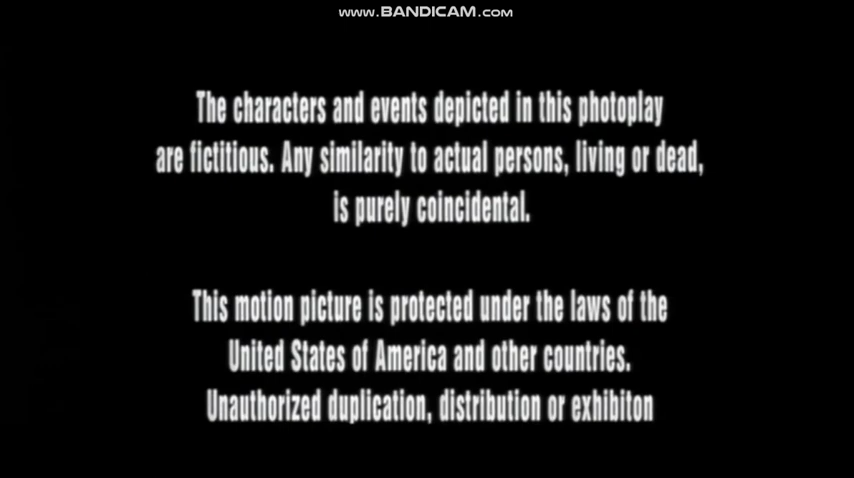 www.BANDICAM.com
The characters and events depicted in this photoplay
are fictitious. Any similarity to actual persons, living or dead,
is purely coincidental.
This motion picture is protected under the laws of the
United States of America and other countries.
Unauthorized duplication, distribution or exhibiton